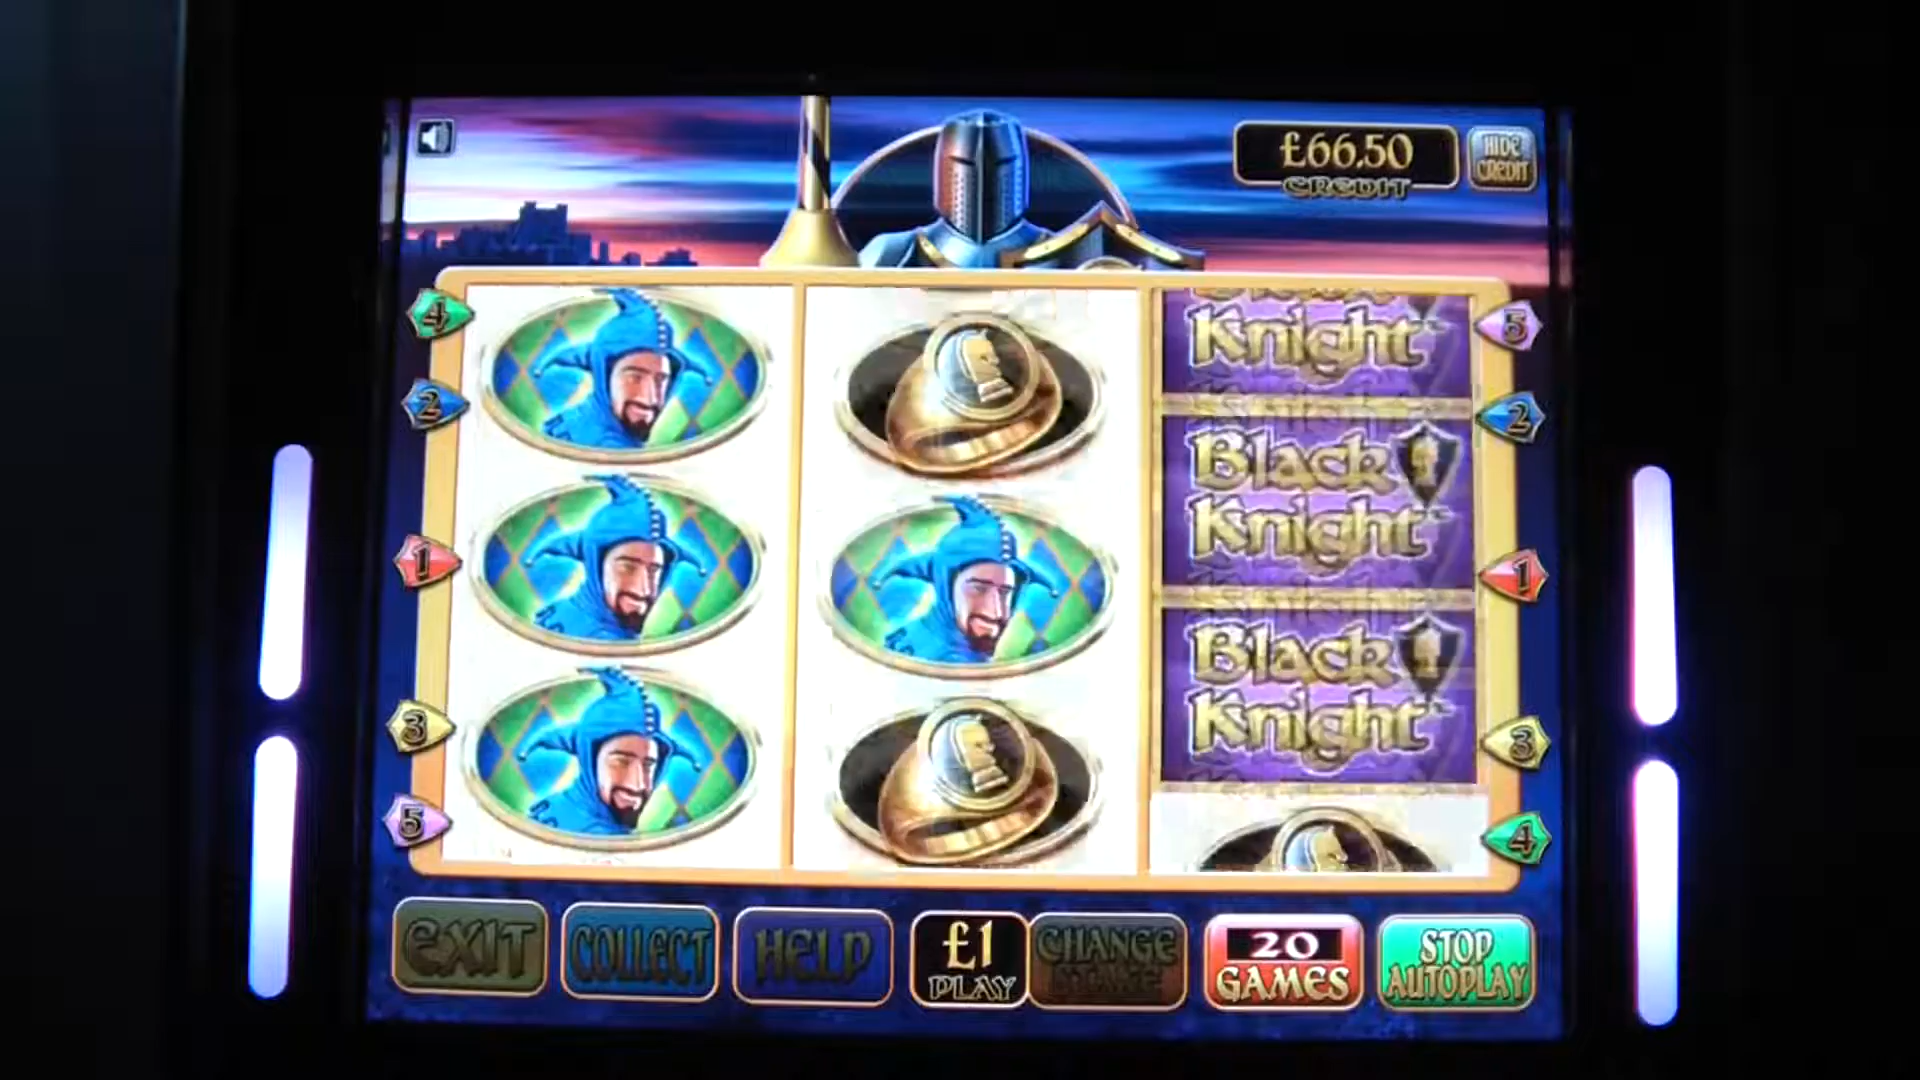 £66.50
CREDIT
HIDE
CREDIT
4
5
2
2
1
1
3
3
5
4
Knight
Black
Knight
Black
Knight
EXIT
COLLECT
HELP
£1
PLAY
CHANGE
20
GAMES
STOP
AUTOPLAY